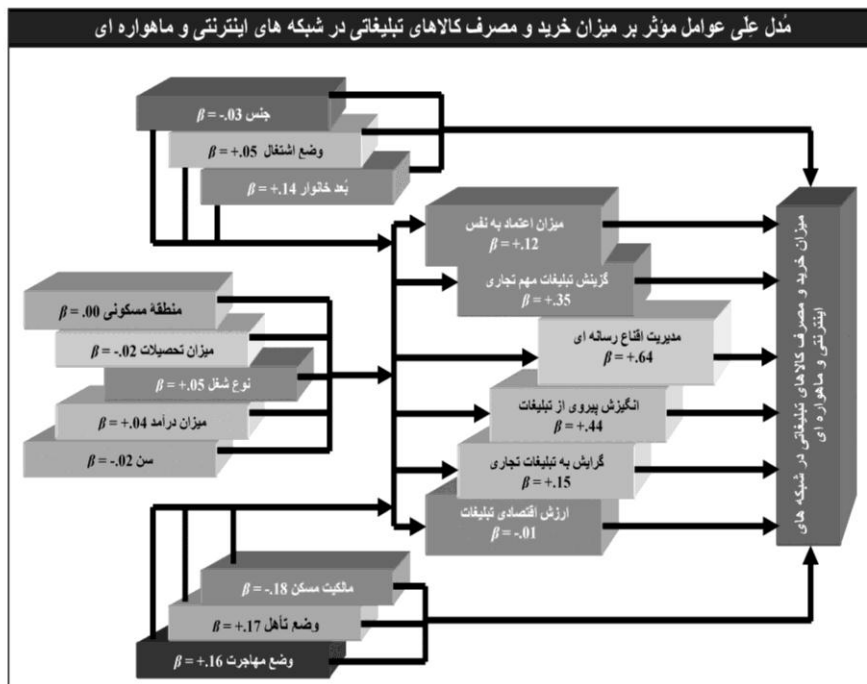 مُدل عِلّی عوامل مؤثر بر میزان خرید و مصرف کالاهای تبلیغاتی در شبکه های اینترنتی و ماهواره ای
جنس β = -.03
وضع اشتغال β = +.05
بُعد خانوار β = +.14
منطقهٔ مسکونی β = .00
میزان تحصیلات β = -.02
نوع شغل β = +.05
میزان درآمد β = +.04
سن β = -.02
مالکیت مسکن β = -.18
وضع تأهل β = +.17
وضع مهاجرت β = +.16
میزان اعتماد به نفس
β = +.12
گزینش تبلیغات مهم تجاری
β = +.35
مدیریت اقناع رسانه ای
β = +.64
انگیزش پیروی از تبلیغات
β = +.44
گرایش به تبلیغات تجاری
β = +.15
ارزش اقتصادی تبلیغات
β = -.01
میزان خرید و مصرف کالاهای تبلیغاتی در شبکه های
اینترنتی و ماهواره ای